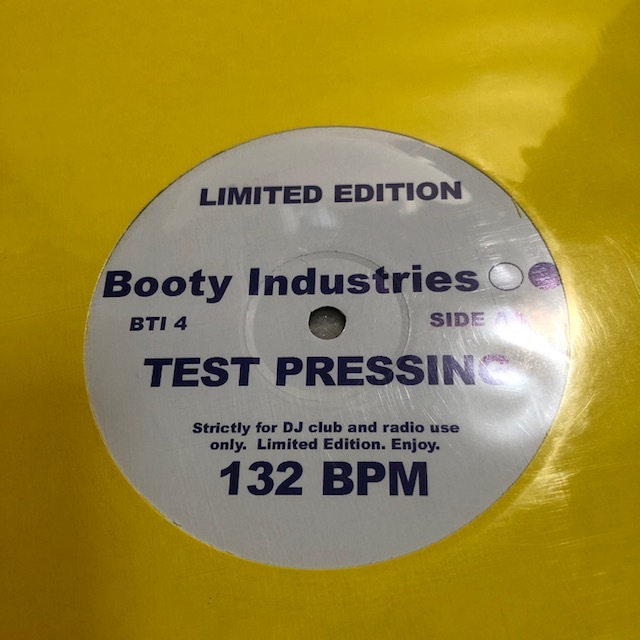 LIMITED EDITION
Booty Industries
BTI 4 SIDE A1
TEST PRESSING
Strictly for DJ club and radio use
only. Limited Edition. Enjoy.
132 BPM